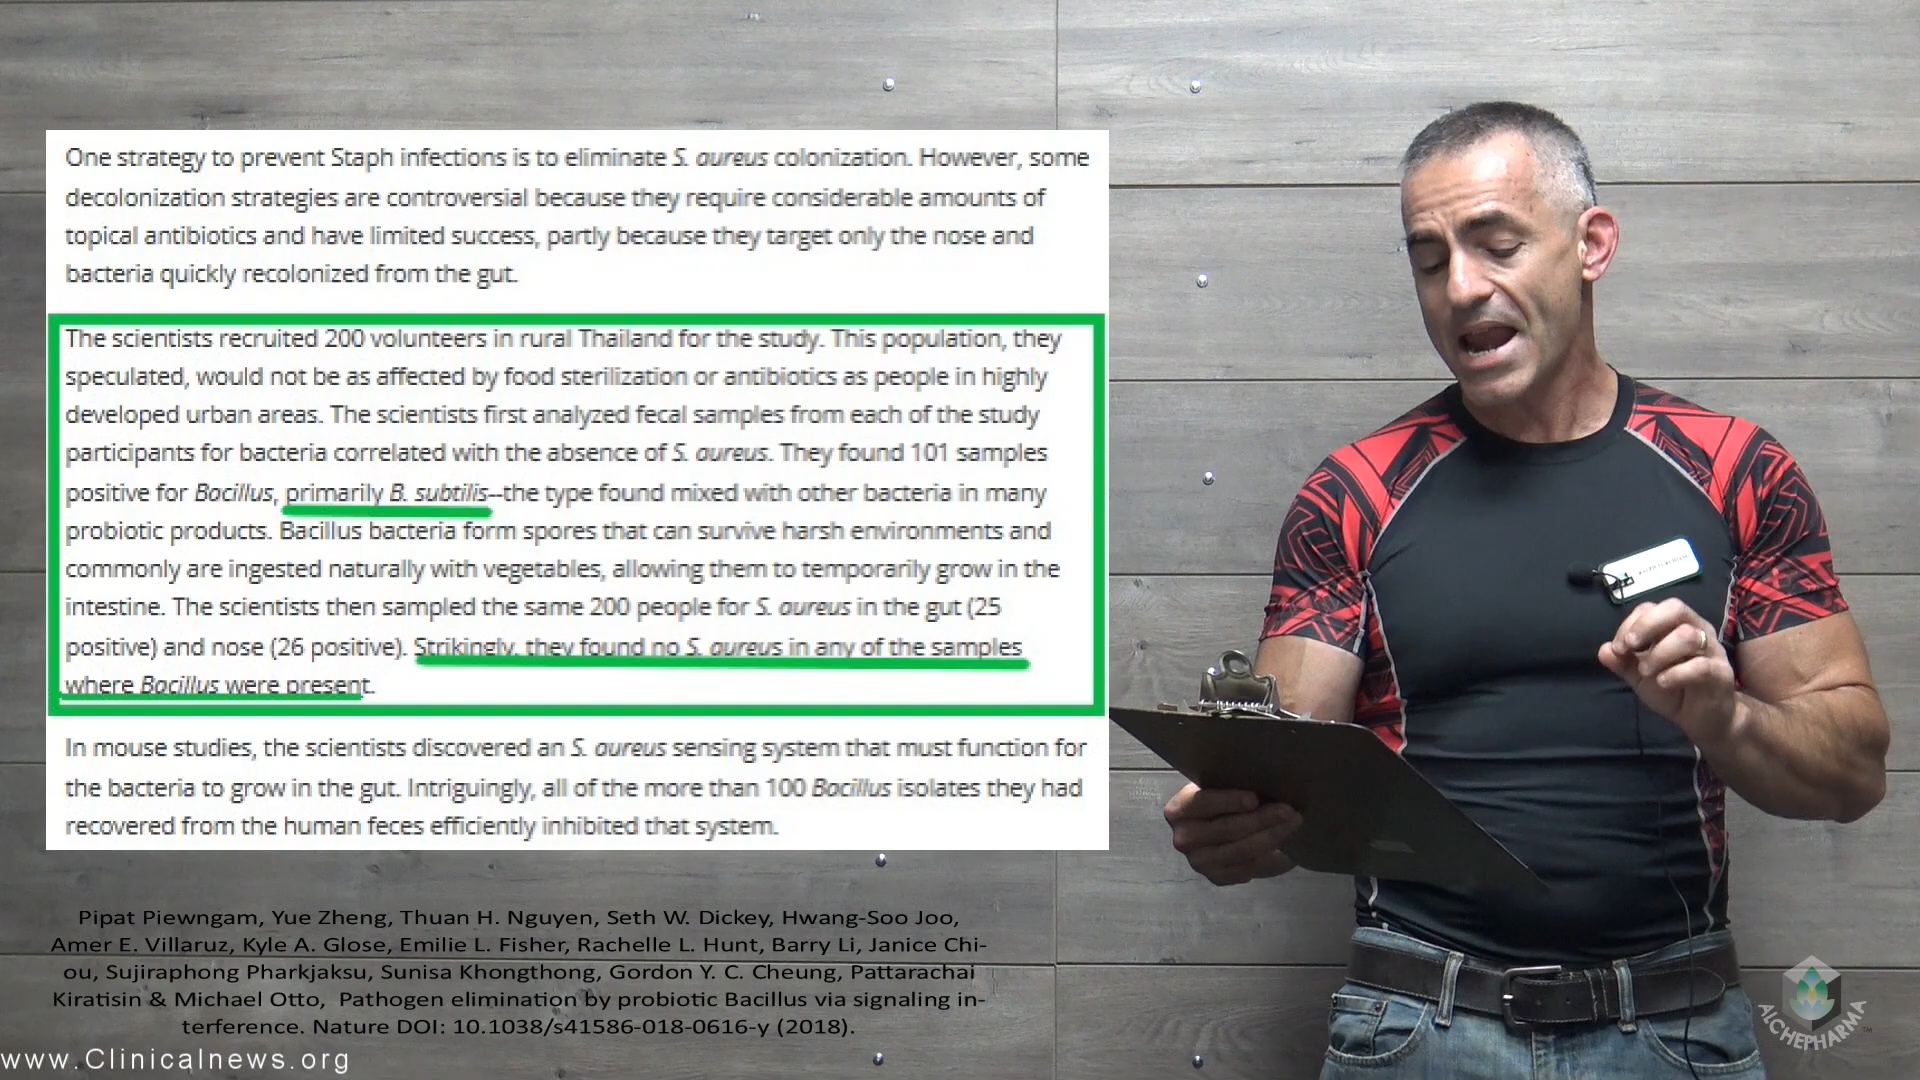 One strategy to prevent Staph infections is to eliminate S. aureus colonization. However, some
decolonization strategies are controversial because they require considerable amounts of
topical antibiotics and have limited success, partly because they target only the nose and
bacteria quickly recolonized from the gut.
The scientists recruited 200 volunteers in rural Thailand for the study. This population, they
speculated, would not be as affected by food sterilization or antibiotics as people in highly
developed urban areas. The scientists first analyzed fecal samples from each of the study
participants for bacteria correlated with the absence of S. aureus. They found 101 samples
positive for Bacillus, primarily B. subtilis--the type found mixed with other bacteria in many
probiotic products. Bacillus bacteria form spores that can survive harsh environments and
commonly are ingested naturally with vegetables, allowing them to temporarily grow in the
intestine. The scientists then sampled the same 200 people for S. aureus in the gut (25
positive) and nose (26 positive). Strikingly, they found no S. aureus in any of the samples
where Bacillus were present.
In mouse studies, the scientists discovered an S. aureus sensing system that must function for
the bacteria to grow in the gut. Intriguingly, all of the more than 100 Bacillus isolates they had
recovered from the human feces efficiently inhibited that system.
Pipat Piewngam, Yue Zheng, Thuan H. Nguyen, Seth W. Dickey, Hwang-Soo Joo,
Amer E. Villaruz, Kyle A. Glose, Emilie L. Fisher, Rachelle L. Hunt, Barry Li, Janice Chi-
ou, Sujiraphong Pharkjaksu, Sunisa Khongthong, Gordon Y. C. Cheung, Pattarachai
Kiratisin & Michael Otto, Pathogen elimination by probiotic Bacillus via signaling in-
terference. Nature DOI: 10.1038/s41586-018-0616-y (2018).
www.Clinicalnews.org
ALCHEPHARMA TM